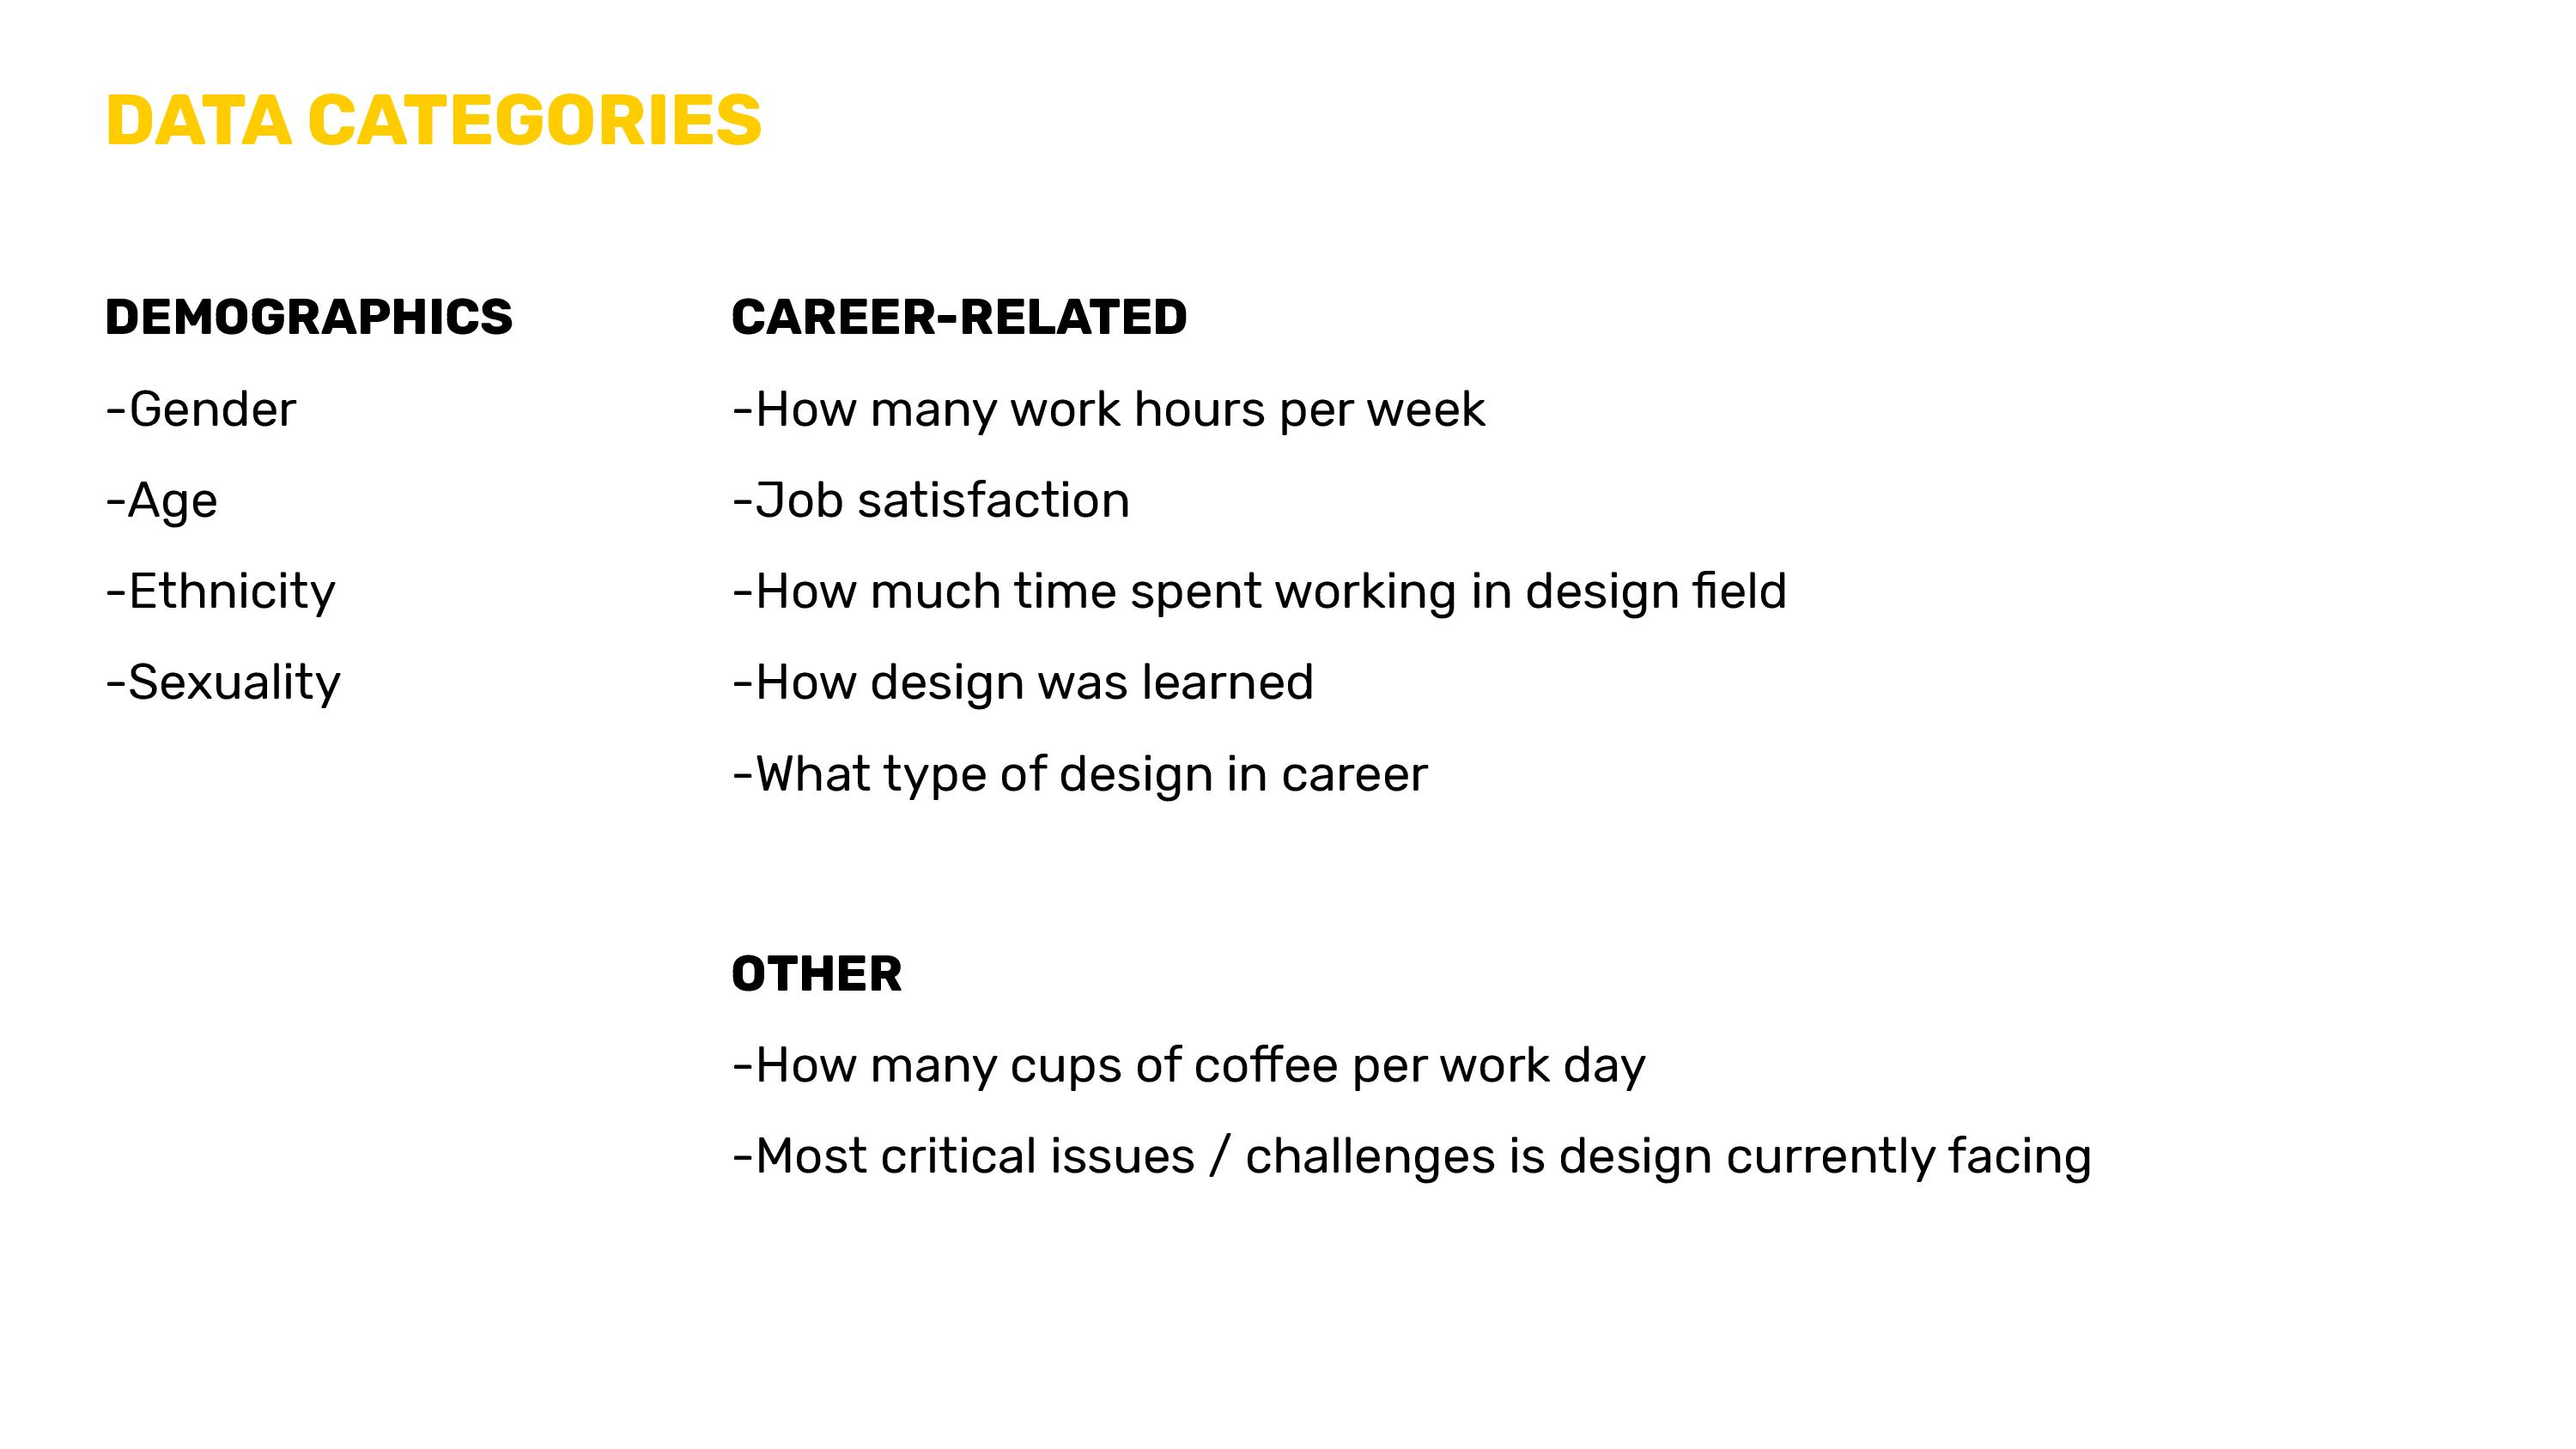 DATA CATEGORIES
DEMOGRAPHICS
-Gender
-Age
-Ethnicity
-Sexuality
CAREER-RELATED
-How many work hours per week
-Job satisfaction
-How much time spent working in design field
-How design was learned
-What type of design in career
OTHER
-How many cups of coffee per work day
-Most critical issues / challenges is design currently facing